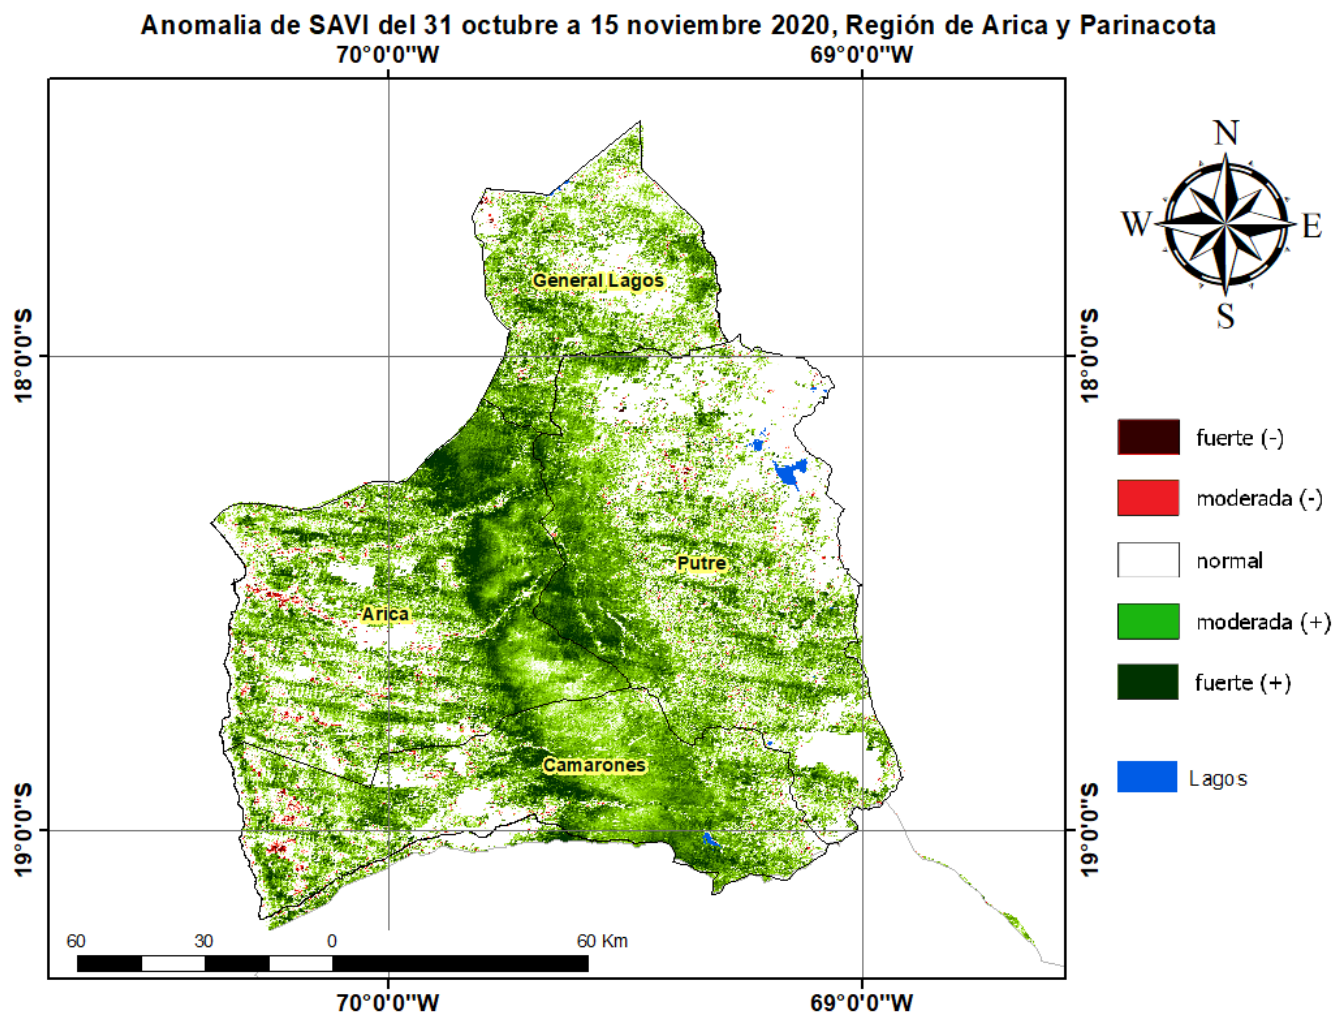 Anomalia de SAVI del 31 octubre a 15 noviembre 2020, Región de Arica y Parinacota
70°0'0"W
69°0'0"W
N
W
E
S
General Lagos
18°0'0"S
18°0'0"S
fuerte (-)
moderada (-)
normal
Putre
Arica
moderada (+)
fuerte (+)
Camarones
Lagos
19°0'0"S
19°0'0"S
60 30 0 60 Km
70°0'0"W
69°0'0"W